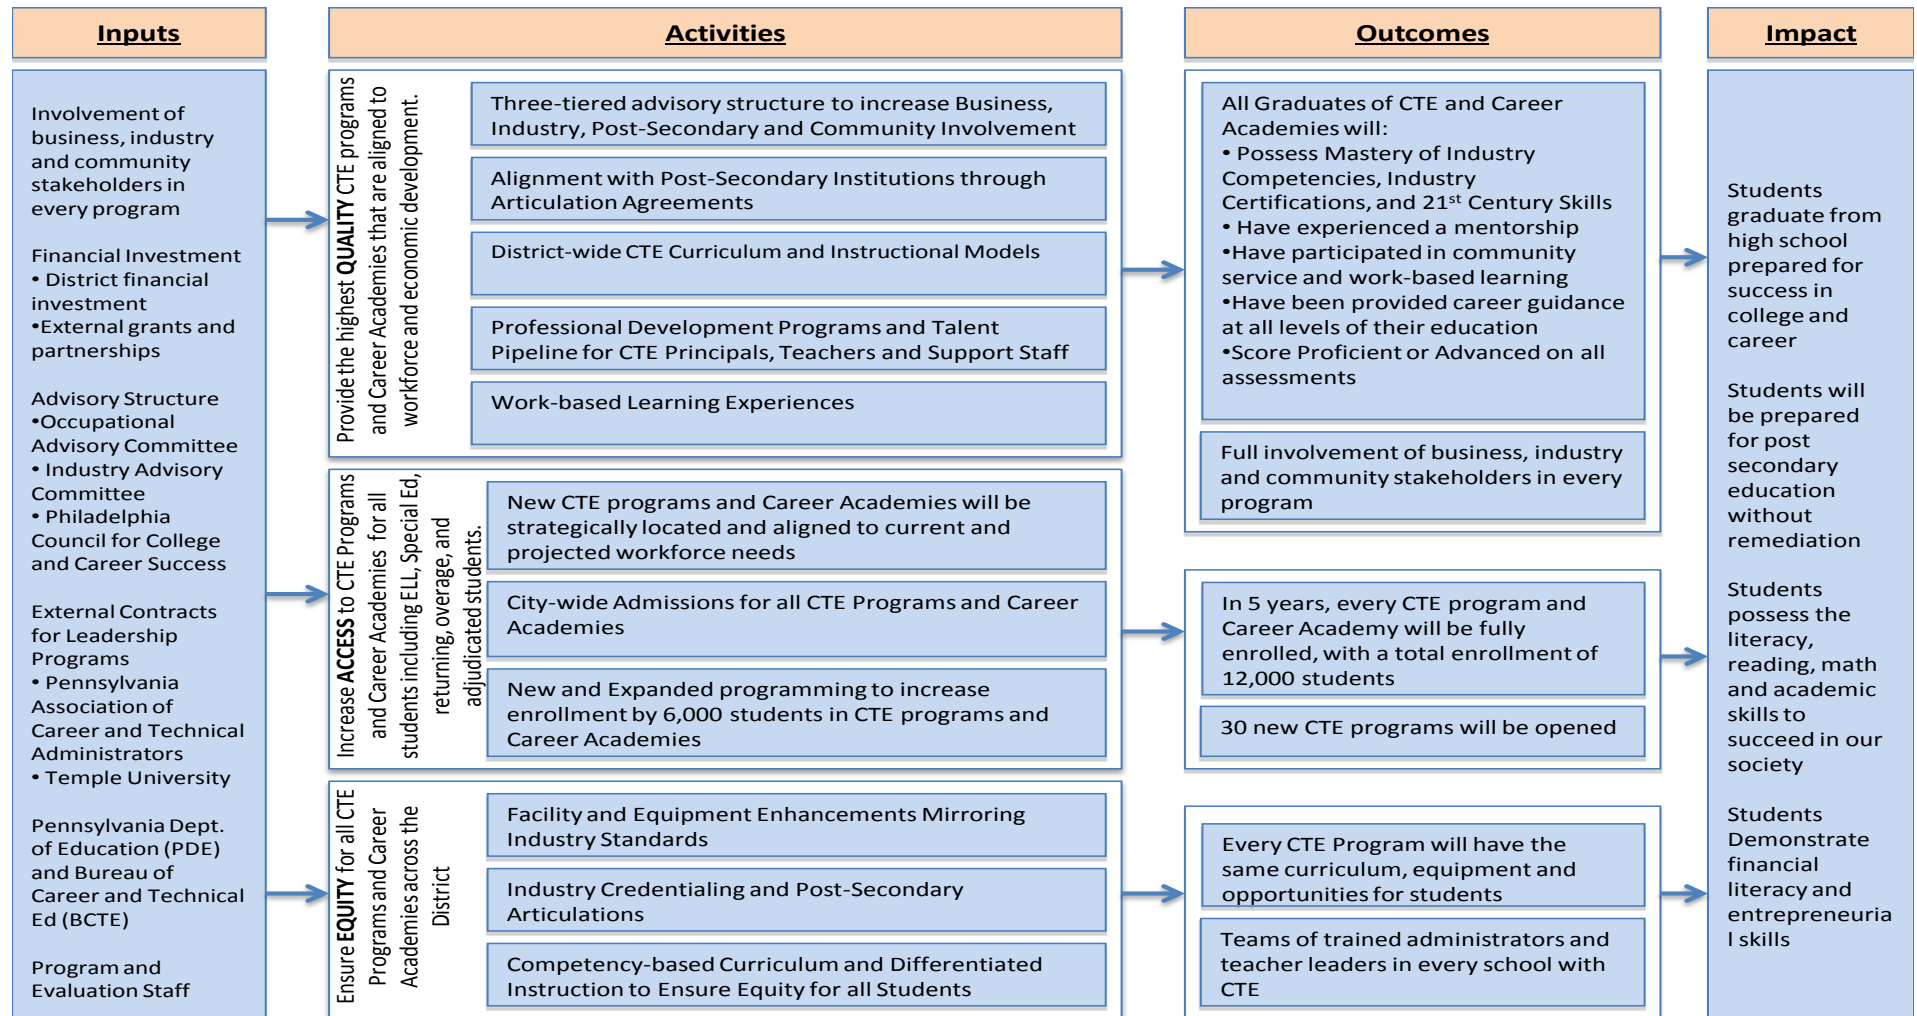 Inputs
Activities
Outcomes
Impact
Involvement of
business, industry
and community
stakeholders in
every program
Financial Investment
• District financial
investment
•External grants and
partnerships
Advisory Structure
•Occupational
Advisory Committee
• Industry Advisory
Committee
• Philadelphia
Council for College
and Career Success
External Contracts
for Leadership
Programs
• Pennsylvania
Association of
Career and Technical
Administrators
• Temple University
Pennsylvania Dept.
of Education (PDE)
and Bureau of
Career and Technical
Ed (BCTE)
Program and
Evaluation Staff
Provide the highest QUALITY CTE programs
and Career Academies that are aligned to
workforce and economic development.
Three-tiered advisory structure to increase Business,
Industry, Post-Secondary and Community Involvement
Alignment with Post-Secondary Institutions through
Articulation Agreements
District-wide CTE Curriculum and Instructional Models
Professional Development Programs and Talent
Pipeline for CTE Principals, Teachers and Support Staff
Work-based Learning Experiences
Increase ACCESS to CTE Programs
and Career Academies for all
students including ELL, Special Ed,
returning, overage, and
adjudicated students.
New CTE programs and Career Academies will be
strategically located and aligned to current and
projected workforce needs
City-wide Admissions for all CTE Programs and Career
Academies
New and Expanded programming to increase
enrollment by 6,000 students in CTE programs and
Career Academies
Ensure EQUITY for all CTE
Programs and Career
Academies across the
District
Facility and Equipment Enhancements Mirroring
Industry Standards
Industry Credentialing and Post-Secondary
Articulations
Competency-based Curriculum and Differentiated
Instruction to Ensure Equity for all Students
All Graduates of CTE and Career
Academies will:
• Possess Mastery of Industry
Competencies, Industry
Certifications, and 21st Century Skills
• Have experienced a mentorship
•Have participated in community
service and work-based learning
•Have been provided career guidance
at all levels of their education
•Score Proficient or Advanced on all
assessments
Full involvement of business, industry
and community stakeholders in every
program
In 5 years, every CTE program and
Career Academy will be fully
enrolled, with a total enrollment of
12,000 students
30 new CTE programs will be opened
Every CTE Program will have the
same curriculum, equipment and
opportunities for students
Teams of trained administrators and
teacher leaders in every school with
CTE
Students
graduate from
high school
prepared for
success in
college and
career
Students will
be prepared
for post
secondary
education
without
remediation
Students
possess the
literacy,
reading, math
and academic
skills to
succeed in our
society
Students
Demonstrate
financial
literacy and
entrepreneuria
l skills